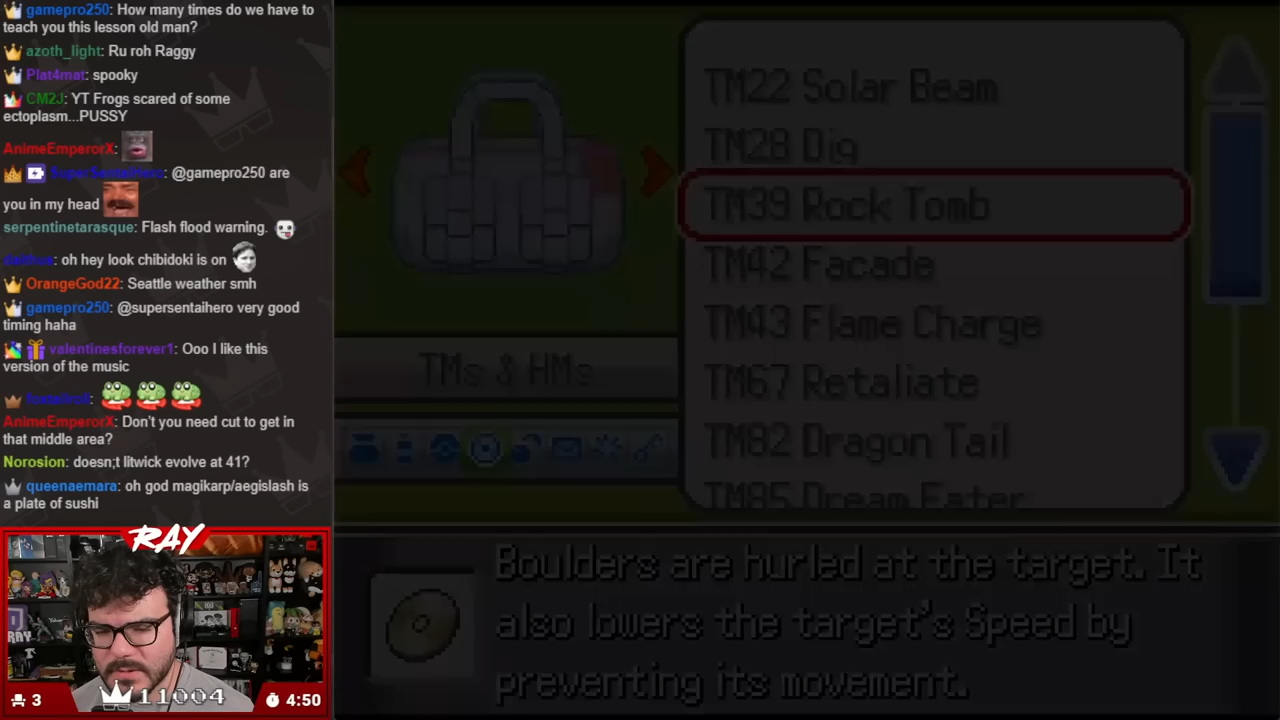 gamepro250: How many times do we have to
teach you this lesson old man?
azoth_light: Ru roh Raggy
Plat4mat: spooky
CM2J: YT Frogs scared of some
ectoplasm...PUSSY
AnimeEmperorX:
SuperSentaiHero: @gamepro250 are
you in my head
serpentinetarasque: Flash flood warning.
oh hey look chibidoki is on
OrangeGod22: Seattle weather smh
gamepro250: @supersentaihero very good
timing haha
valentinesforever1: Ooo I like this
version of the music
AnimeEmperorX: Don't you need cut to get in
that middle area?
Norosion: doesn;t litwick evolve at 41?
queenaemara: oh god magikarp/aegislash is
a plate of sushi
RAY
3
11004
4:50
TM22 Solar Beam
TM28 Dig
TM39 Rock Tomb
TM42 Facade
TM43 Flame Charge
TM67 Retaliate
TM82 Dragon Tail
TM85 Dream Eater
TMs & HMs
Boulders are hurled at the target. It
also lowers the target's Speed by
preventing its movement.